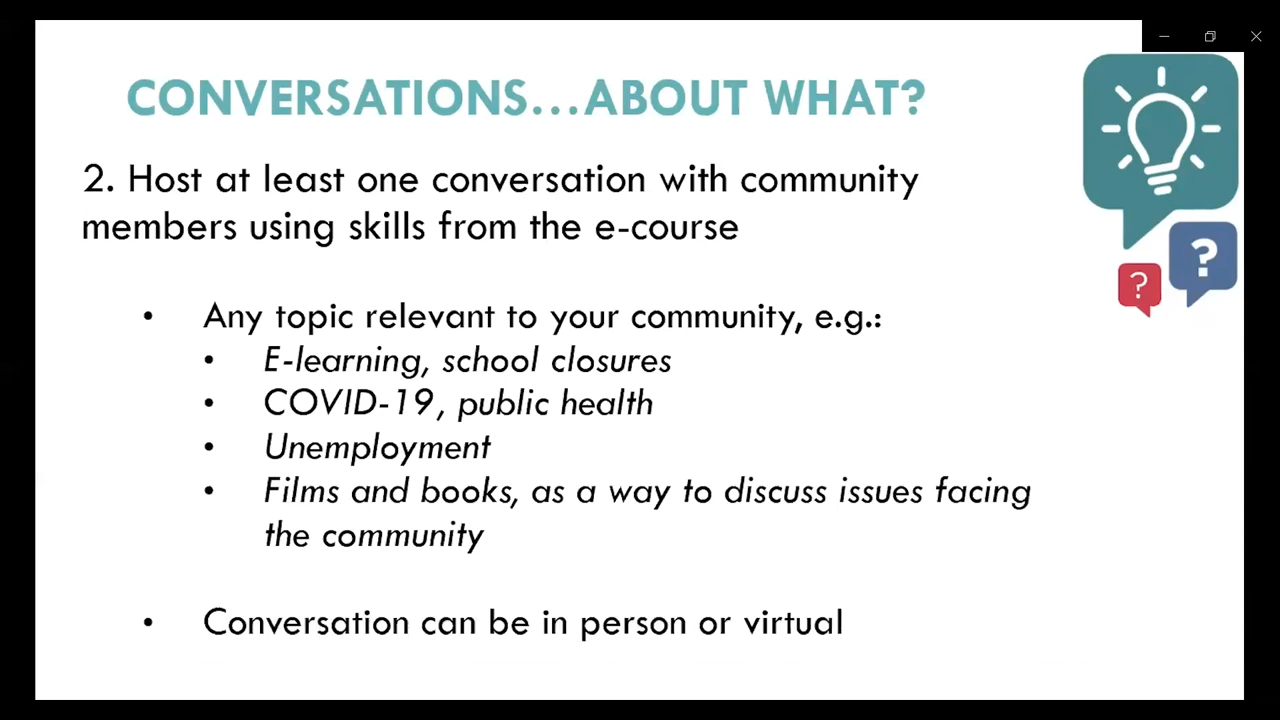 CONVERSATIONS...ABOUT WHAT?
2. Host at least one conversation with community
members using skills from the e-course
• Any topic relevant to your community, e.g.:
• E-learning, school closures
• COVID-19, public health
• Unemployment
• Films and books, as a way to discuss issues facing
the community
• Conversation can be in person or virtual
?
?